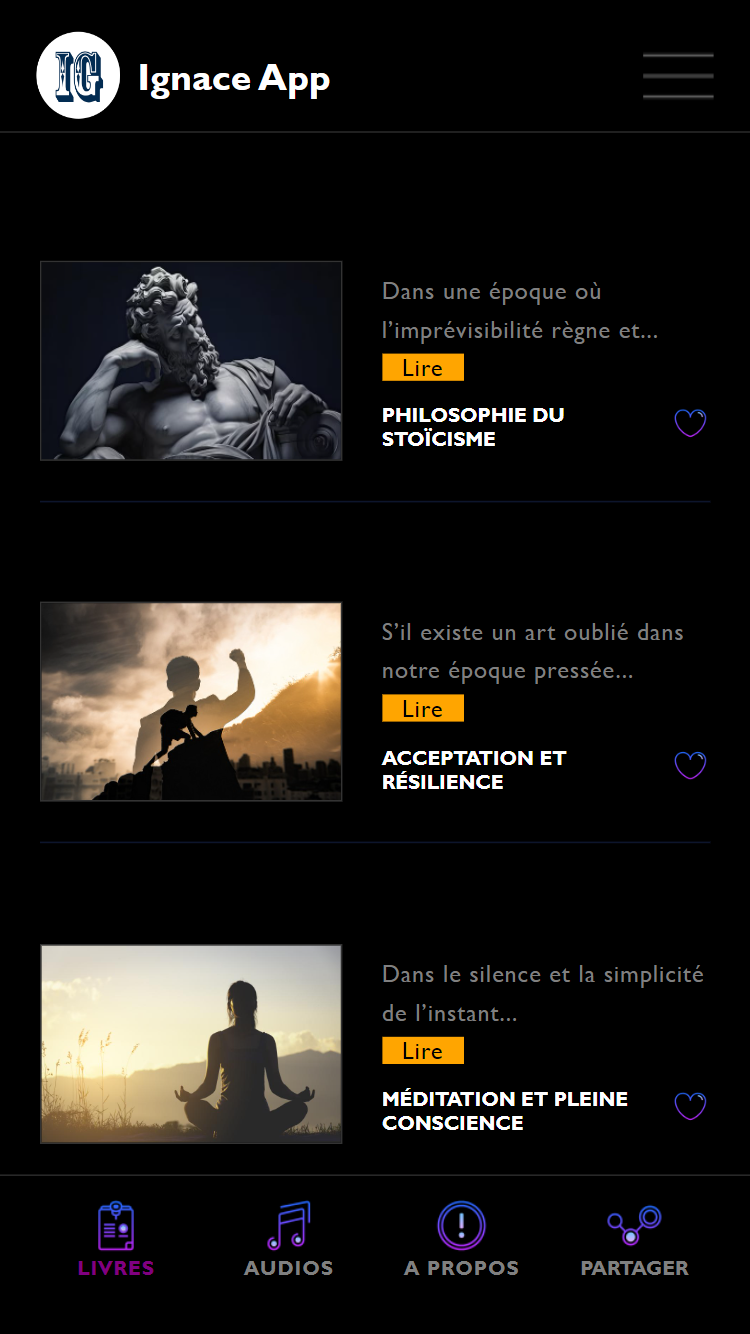 IG
Ignace App
Dans une époque où
l’imprévisibilité règne et...
Lire
PHILOSOPHIE DU
STOÏCISME
S’il existe un art oublié dans
notre époque pressée...
Lire
ACCEPTATION ET
RÉSILIENCE
Dans le silence et la simplicité
de l’instant...
Lire
MÉDITATION ET PLEINE
CONSCIENCE
LIVRES
AUDIOS
A PROPOS
PARTAGER